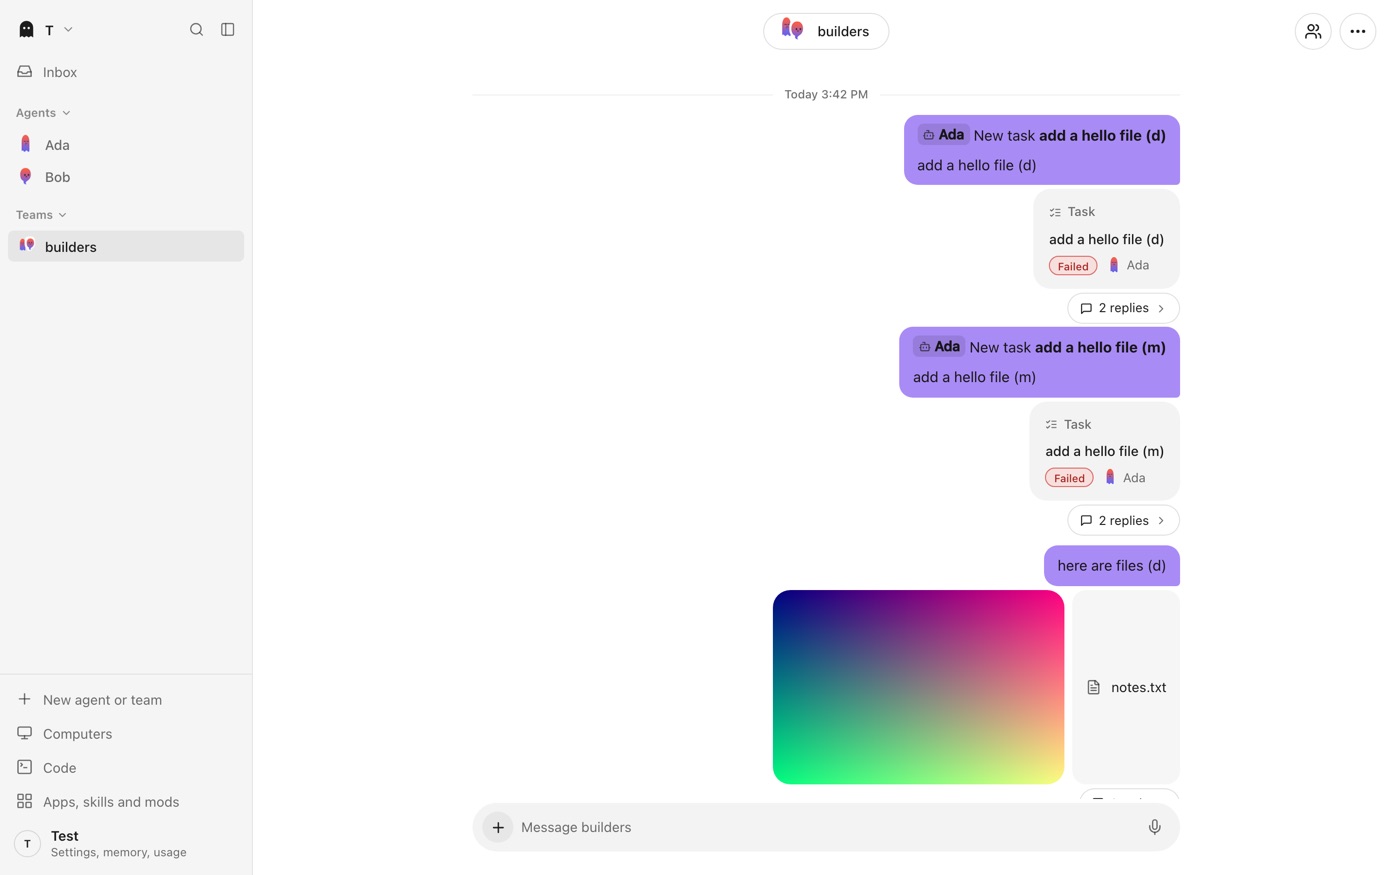 T
Inbox
Agents
Ada
Bob
Teams
builders
New agent or team
Computers
Code
Apps, skills and mods
T
Test
Settings, memory, usage
builders
Today 3:42 PM
Ada New task add a hello file (d)
add a hello file (d)
Task
add a hello file (d)
Failed Ada
2 replies
Ada New task add a hello file (m)
add a hello file (m)
Task
add a hello file (m)
Failed Ada
2 replies
here are files (d)
notes.txt
Message builders